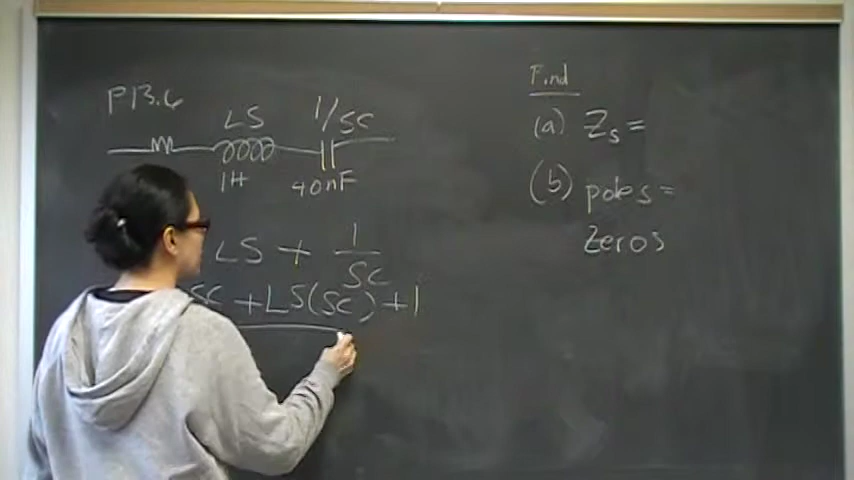 P13.6
LS 1/SC
1H 40nF
LS + 1/SC
SC + LS(SC) + 1
Find
(a) Zs =
(b) poles =
zeros